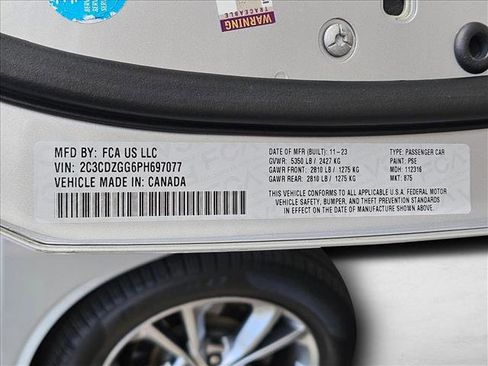 WARNING
TRACEABLE
MFD BY: FCA US LLC
VIN: 2C3CDZGG6PH697077
VEHICLE MADE IN: CANADA
DATE OF MFR (BUILT): 11-23
GVWR: 5350 LB / 2427 KG
GAWR FRONT: 2810 LB / 1275 KG
GAWR REAR: 2810 LB / 1275 KG
TYPE: PASSENGER CAR
PAINT: PSE
MDH: 112316
MKT: 875
THIS VEHICLE CONFORMS TO ALL APPLICABLE U.S.A. FEDERAL MOTOR
VEHICLE SAFETY, BUMPER, AND THEFT PREVENTION STANDARDS
IN EFFECT ON THE DATE OF MANUFACTURE SHOWN ABOVE.